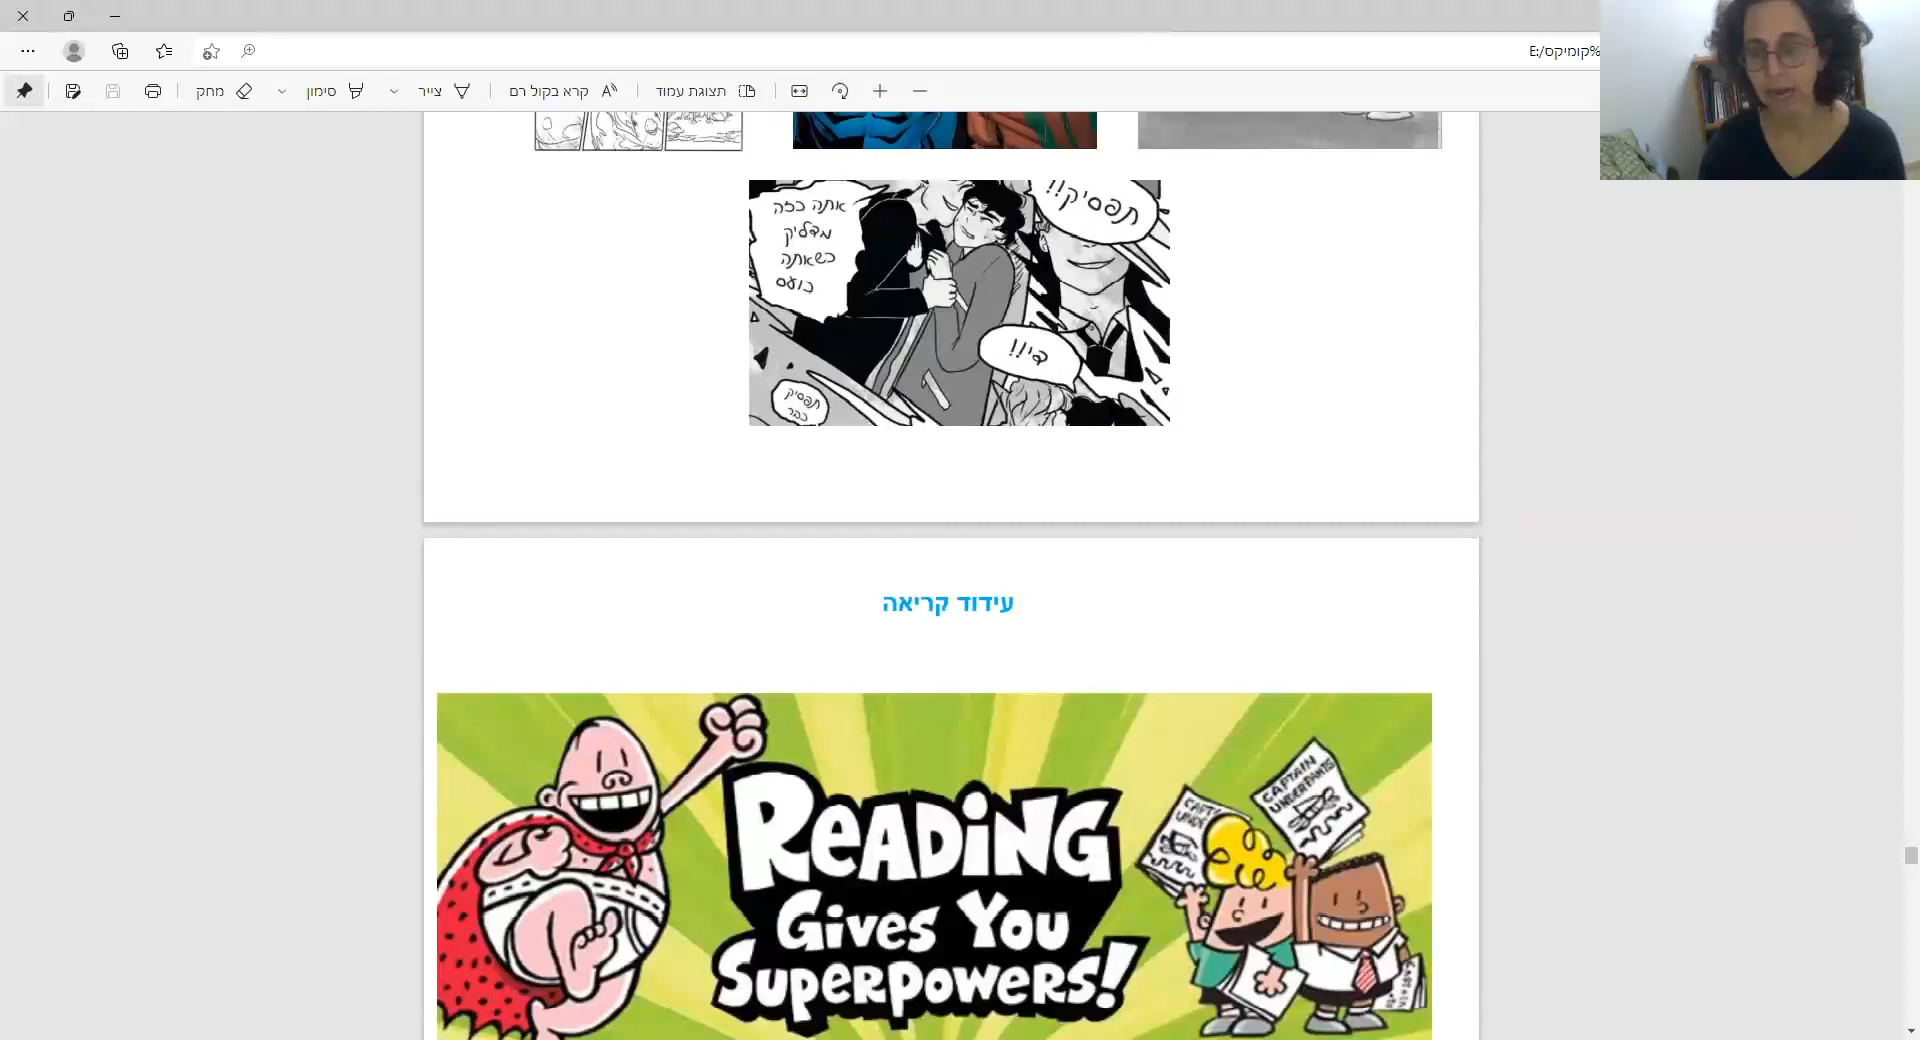 E:/קומיקס%
מחק
סימון
צייר
קרא בקול רם
תצוגת עמוד
אתה כזה
מדליק
כשאתה
כועס
תפסיק!!
די!!
תפסיק
כבר
עידוד קריאה
READING
GIVES YOU
SUPERPOWERS!
CAPTAIN
UNDERPANTS